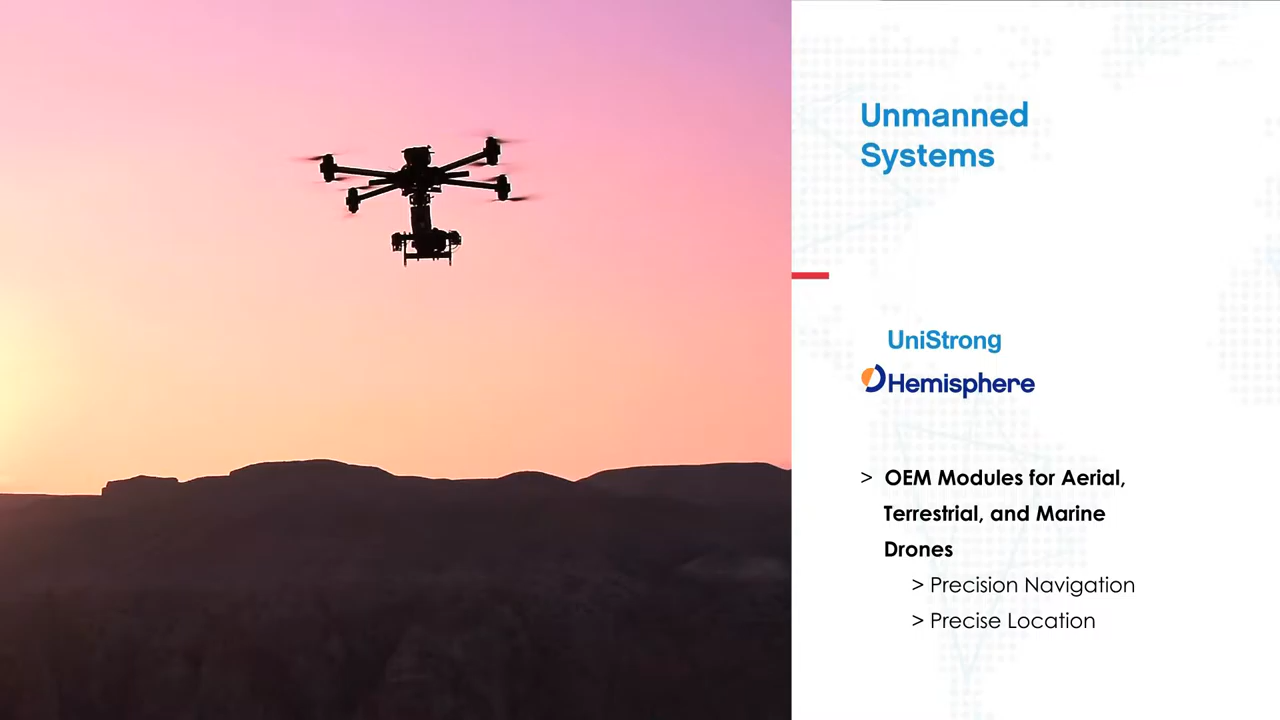 Unmanned
Systems
UniStrong
Hemisphere
> OEM Modules for Aerial,
Terrestrial, and Marine
Drones
> Precision Navigation
> Precise Location